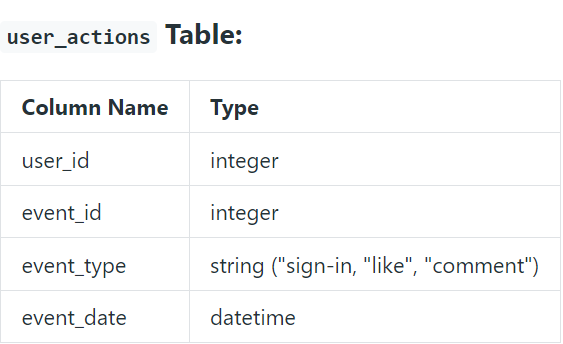 user_actions Table:
Column Name Type
user_id integer
event_id integer
event_type string ("sign-in, "like", "comment")
event_date datetime